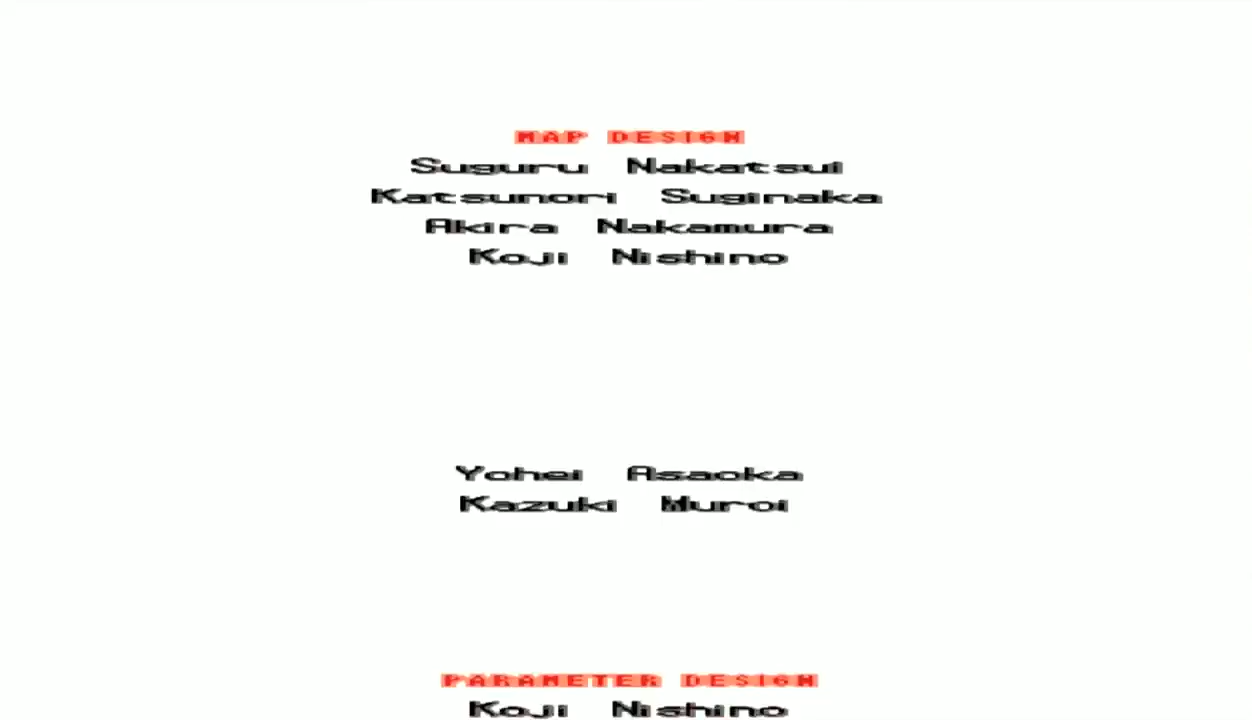 MAP DESIGN
Suguru Nakatsui
Katsunori Suginaka
Akira Nakamura
Koji Nishino
Yohei Asaoka
Kazuki Muroi
PARAMETER DESIGN
Koji Nishino